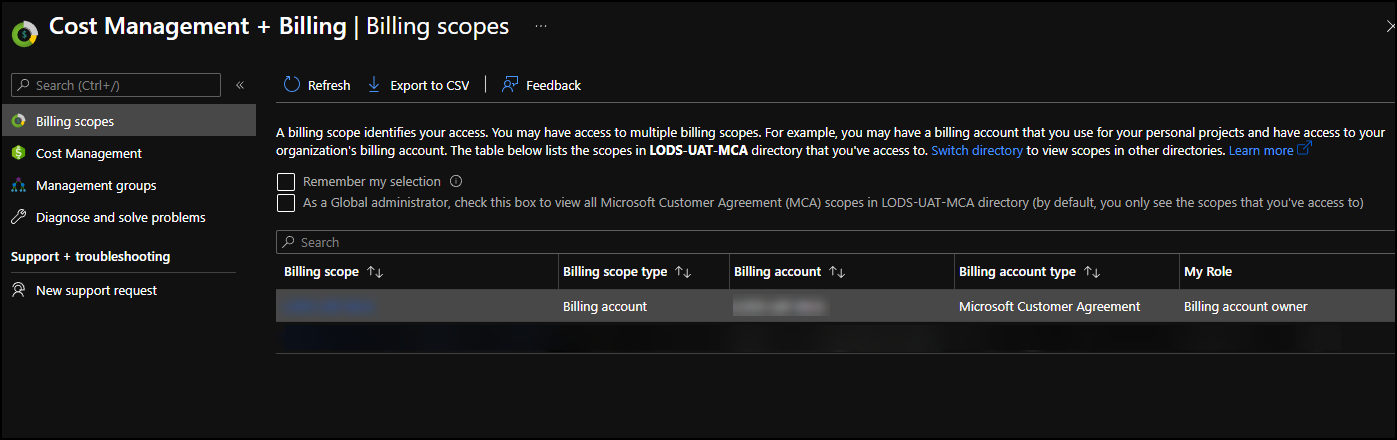 Cost Management + Billing | Billing scopes ...
Search (Ctrl+/) «
Billing scopes
Cost Management
Management groups
Diagnose and solve problems
Support + troubleshooting
New support request
Refresh Export to CSV | Feedback
A billing scope identifies your access. You may have access to multiple billing scopes. For example, you may have a billing account that you use for your personal projects and have access to your
organization's billing account. The table below lists the scopes in LODS-UAT-MCA directory that you've access to. Switch directory to view scopes in other directories. Learn more
Remember my selection
As a Global administrator, check this box to view all Microsoft Customer Agreement (MCA) scopes in LODS-UAT-MCA directory (by default, you only see the scopes that you've access to)
Search
Billing scope ↑↓ Billing scope type ↑↓ Billing account ↑↓ Billing account type ↑↓ My Role
Billing account Microsoft Customer Agreement Billing account owner